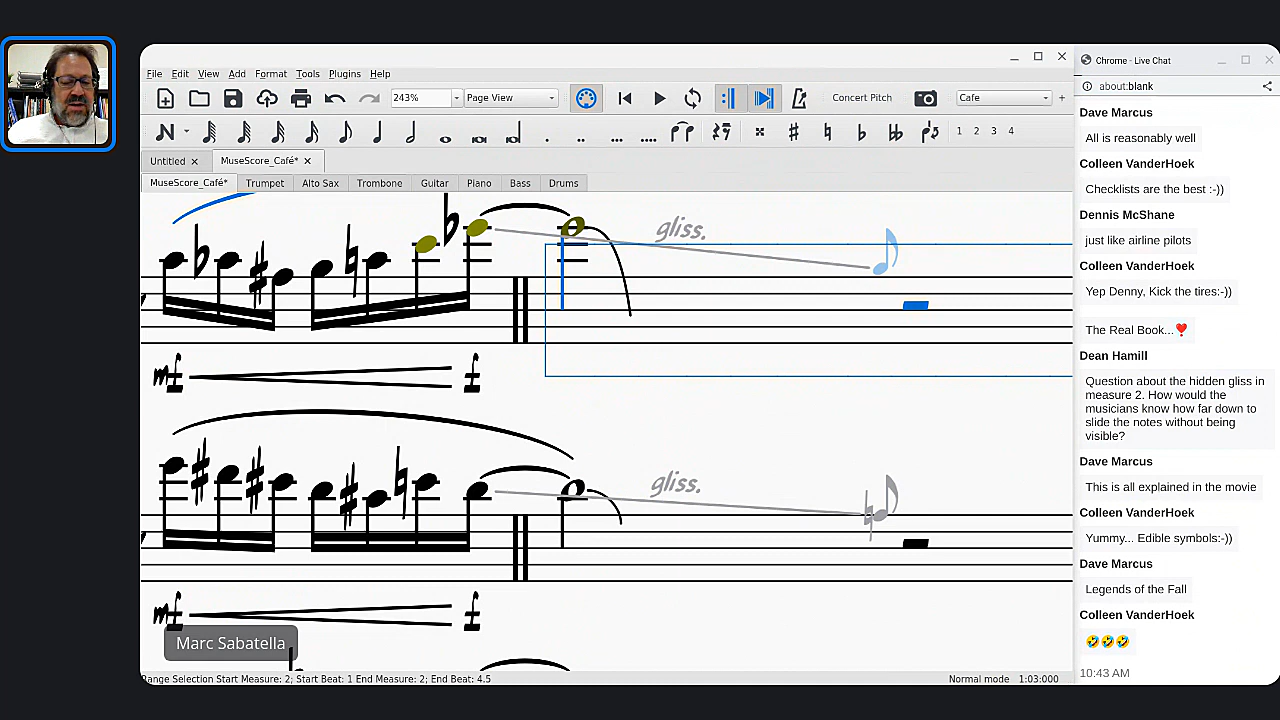 File Edit View Add Format Tools Plugins Help
243% Page View Concert Pitch Cafe +
1 2 3 4
Untitled × MuseScore_Café* ×
MuseScore_Café* Trumpet Alto Sax Trombone Guitar Piano Bass Drums
gliss.
mf f
gliss.
mf f
Marc Sabatella
Range Selection Start Measure: 2; Start Beat: 1 End Measure: 2; End Beat: 4.5
Normal mode 1:03:000
Chrome - Live Chat
about:blank
Dave Marcus
All is reasonably well
Colleen VanderHoek
Checklists are the best :-))
Dennis McShane
just like airline pilots
Colleen VanderHoek
Yep Denny, Kick the tires:-))
The Real Book...❣️
Dean Hamill
Question about the hidden gliss in
measure 2. How would the
musicians know how far down to
slide the notes without being
visible?
Dave Marcus
This is all explained in the movie
Colleen VanderHoek
Yummy... Edible symbols:-))
Dave Marcus
Legends of the Fall
Colleen VanderHoek
🤣🤣🤣
10:43 AM